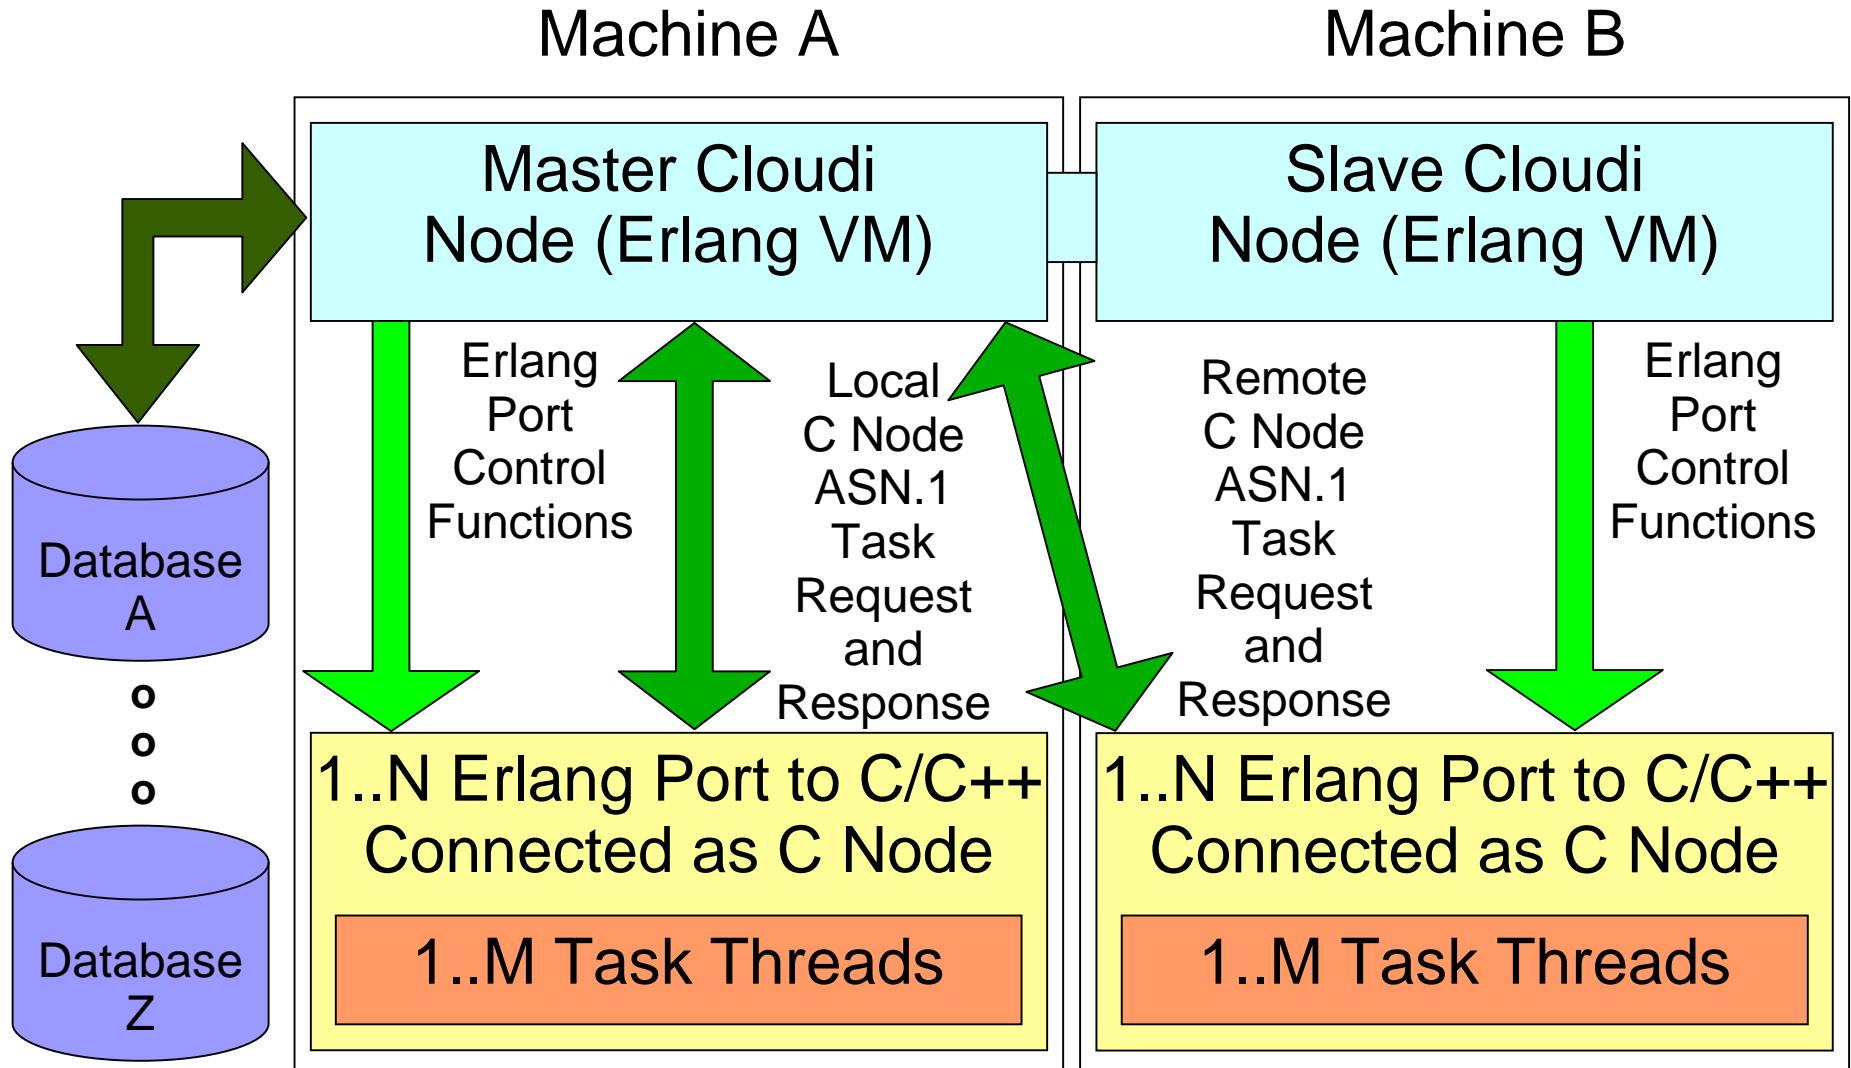 Machine A
Machine B
Master Cloudi
Node (Erlang VM)
Slave Cloudi
Node (Erlang VM)
Erlang
Port
Control
Functions
Local
C Node
ASN.1
Task
Request
and
Response
Remote
C Node
ASN.1
Task
Request
and
Response
Erlang
Port
Control
Functions
Database
A
o
o
o
Database
Z
1..N Erlang Port to C/C++
Connected as C Node
1..M Task Threads
1..N Erlang Port to C/C++
Connected as C Node
1..M Task Threads